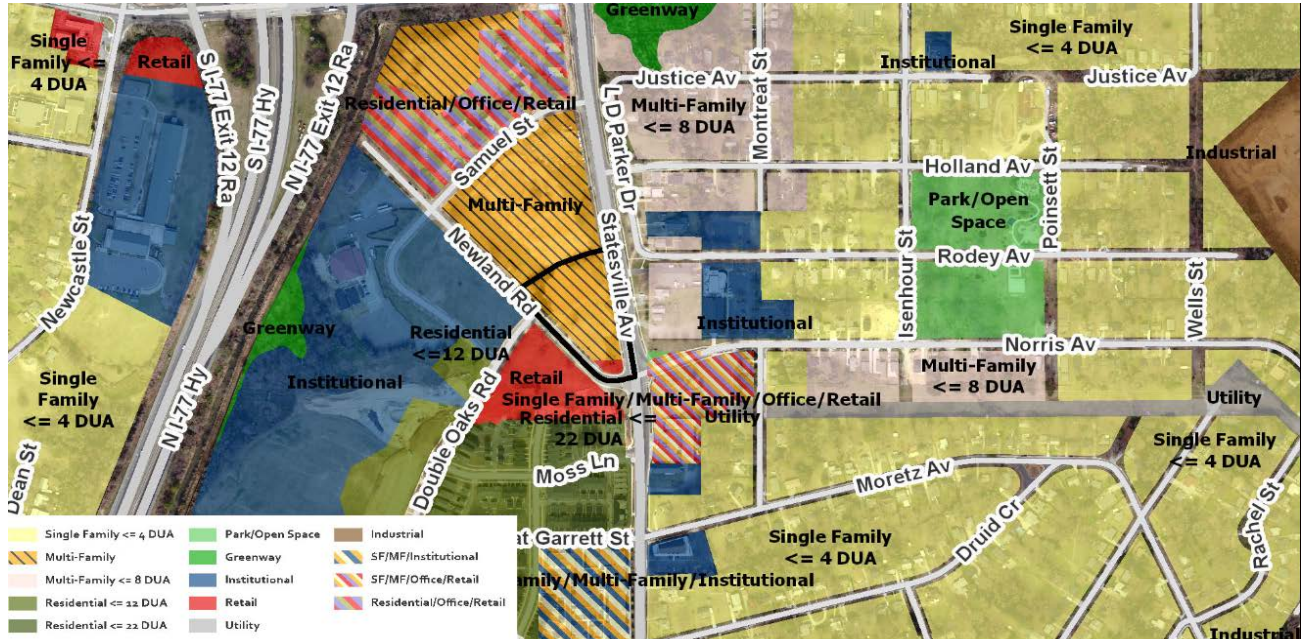 Greenway
Single
Family <=
4 DUA
Retail
S I-77 Exit 12 Ra
S I-77 Hy
N I-77 Exit 12 Ra
Residential/Office/Retail
Samuel St
L D Parker Dr
Justice Av
Montreat St
Multi-Family
<= 8 DUA
Institutional
Single Family
<= 4 DUA
Justice Av
Industrial
Holland Av
Park/Open
Space
Poinsett St
Isenhour St
Rodey Av
Multi-Family
Statesville Av
Newland Rd
Newcastle St
Greenway
Residential
<=12 DUA
Institutional
Institutional
Wells St
Norris Av
Multi-Family
<= 8 DUA
Retail
Single Family/Multi-Family/Office/Retail
Residential <=
22 DUA
Utility
Utility
Single
Family
<= 4 DUA
N I-77 Hy
Double Oaks Rd
Dean St
Moss Ln
Moretz Av
Single Family
<= 4 DUA
Druid Cr
Rachel St
at Garrett St
Single Family
<= 4 DUA
amily/Multi-Family/Institutional
Industrial
Single Family <= 4 DUA
Multi-Family
Multi-Family <= 8 DUA
Residential <= 12 DUA
Residential <= 22 DUA
Park/Open Space
Greenway
Institutional
Retail
Utility
Industrial
SF/MF/Institutional
SF/MF/Office/Retail
Residential/Office/Retail